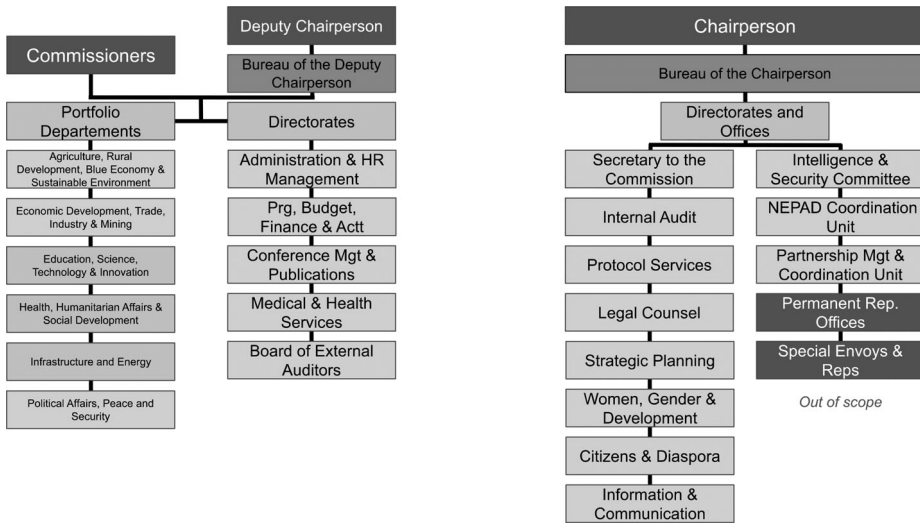 Commissioners
Deputy Chairperson
Bureau of the Deputy
Chairperson
Portfolio
Departements
Directorates
Agriculture, Rural
Development, Blue Economy &
Sustainable Environment
Economic Development, Trade,
Industry & Mining
Education, Science,
Technology & Innovation
Health, Humanitarian Affairs &
Social Development
Infrastructure and Energy
Political Affairs, Peace and
Security
Administration & HR
Management
Prg, Budget,
Finance & Actt
Conference Mgt &
Publications
Medical & Health
Services
Board of External
Auditors
Chairperson
Bureau of the Chairperson
Directorates and
Offices
Secretary to the
Commission
Internal Audit
Protocol Services
Legal Counsel
Strategic Planning
Women, Gender &
Development
Citizens & Diaspora
Information &
Communication
Intelligence &
Security Committee
NEPAD Coordination
Unit
Partnership Mgt &
Coordination Unit
Permanent Rep.
Offices
Special Envoys &
Reps
Out of scope